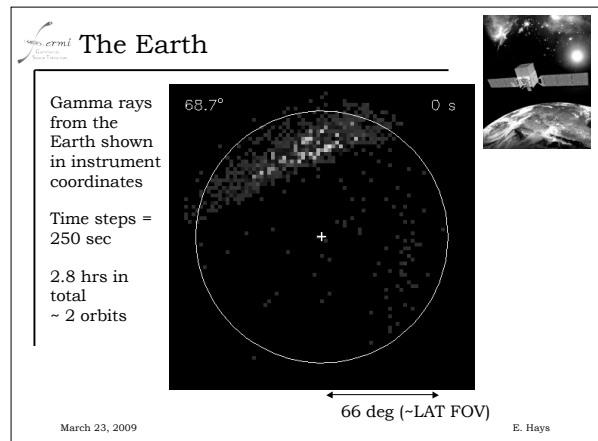 The Earth
Gamma rays
from the
Earth shown
in instrument
coordinates
Time steps =
250 sec
2.8 hrs in
total
~ 2 orbits
68.7°
0 s
66 deg (~LAT FOV)
March 23, 2009
E. Hays